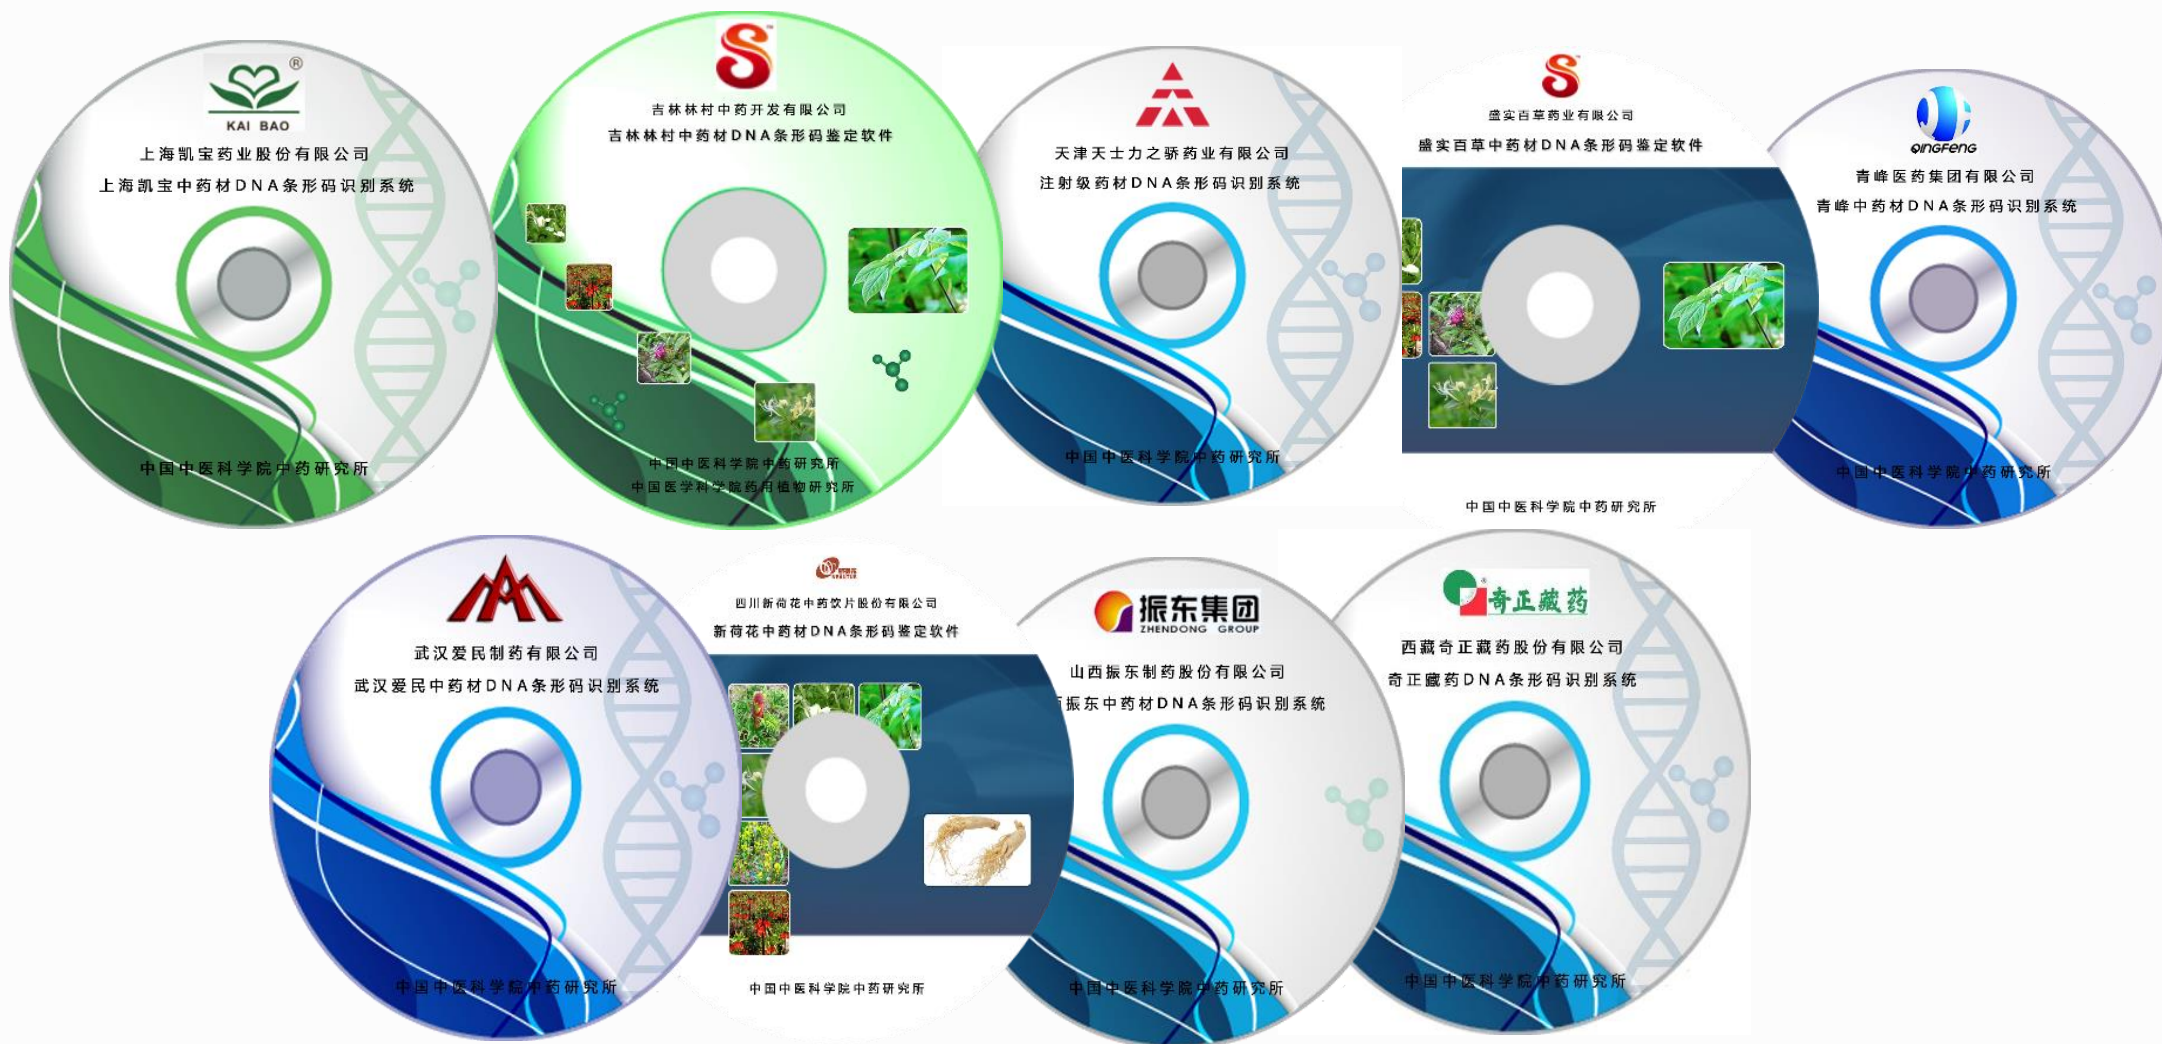 KAI BAO
®
上海凯宝药业股份有限公司
上海凯宝中药材DNA条形码识别系统
中国中医科学院中药研究所
吉林林村中药开发有限公司
吉林林村中药材DNA条形码鉴定软件
中国中医科学院中药研究所
中国医学科学院药用植物研究所
天津天士力之骄药业有限公司
注射级药材DNA条形码识别系统
中国中医科学院中药研究所
盛实百草药业有限公司
盛实百草中药材DNA条形码鉴定软件
中国中医科学院中药研究所
QINGFENG
青峰医药集团有限公司
青峰中药材DNA条形码识别系统
中国中医科学院中药研究所
武汉爱民制药有限公司
武汉爱民中药材DNA条形码识别系统
中国中医科学院中药研究所
四川新荷花中药饮片股份有限公司
新荷花中药材DNA条形码鉴定软件
中国中医科学院中药研究所
振东集团
ZHENDONG GROUP
山西振东制药股份有限公司
振东中药材DNA条形码识别系统
中国中医科学院中药研究所
奇正藏药
西藏奇正藏药股份有限公司
奇正藏药DNA条形码识别系统
中国中医科学院中药研究所